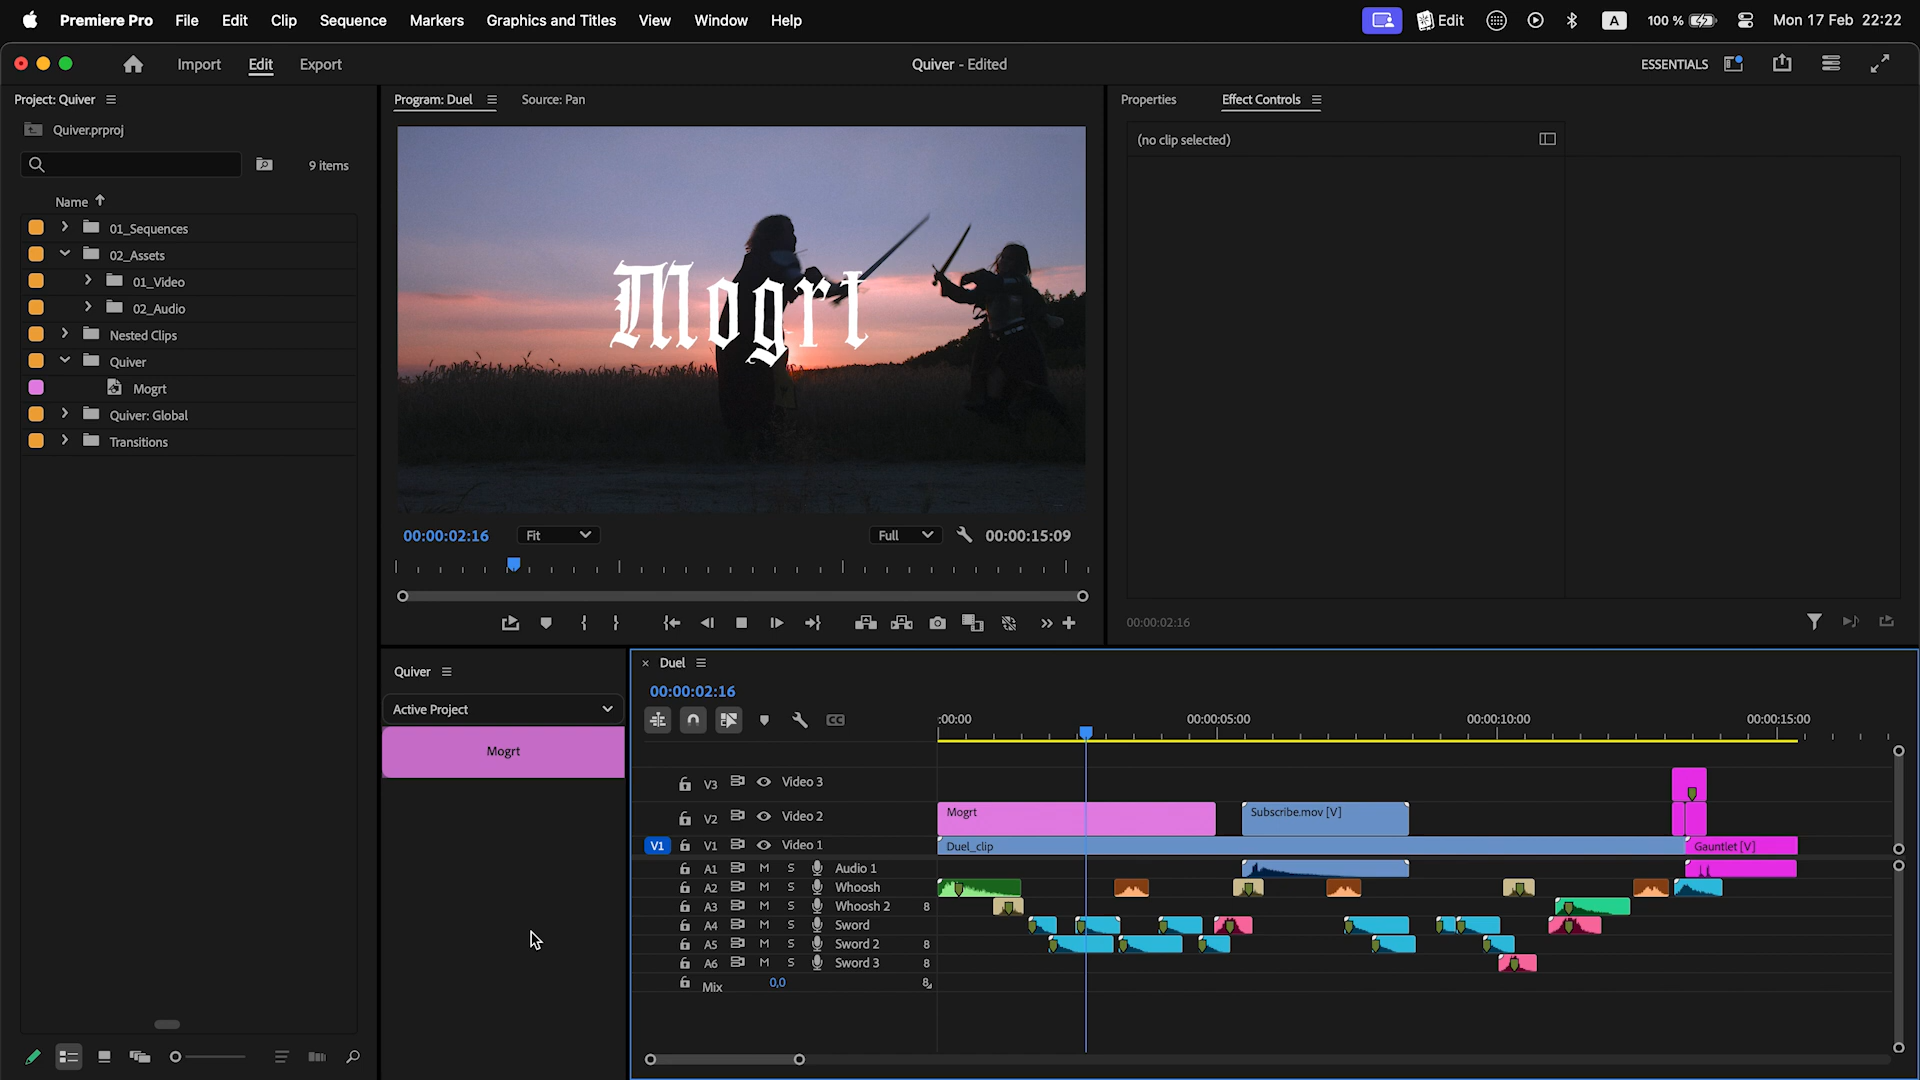 Premiere Pro File Edit Clip Sequence Markers Graphics and Titles View Window Help
Edit A 100 % Mon 17 Feb 22:22
Import Edit Export
Quiver - Edited
ESSENTIALS
Project: Quiver
Quiver.prproj
9 items
Name
01_Sequences
02_Assets
01_Video
02_Audio
Nested Clips
Quiver
Mogrt
Quiver: Global
Transitions
Program: Duel Source: Pan
Mogrt
00:00:02:16 Fit Full 00:00:15:09
Properties Effect Controls
(no clip selected)
00:00:02:16
Quiver
Active Project
Mogrt
× Duel
00:00:02:16
CC
:00:00 00:00:05:00 00:00:10:00 00:00:15:00
V3 Video 3
V2 Video 2 Mogrt Subscribe.mov [V]
V1 V1 Video 1 Duel_clip Gauntlet [V]
A1 M S Audio 1
A2 M S Whoosh
A3 M S Whoosh 2 8
A4 M S Sword
A5 M S Sword 2 8
A6 M S Sword 3 8
Mix 0,0 8